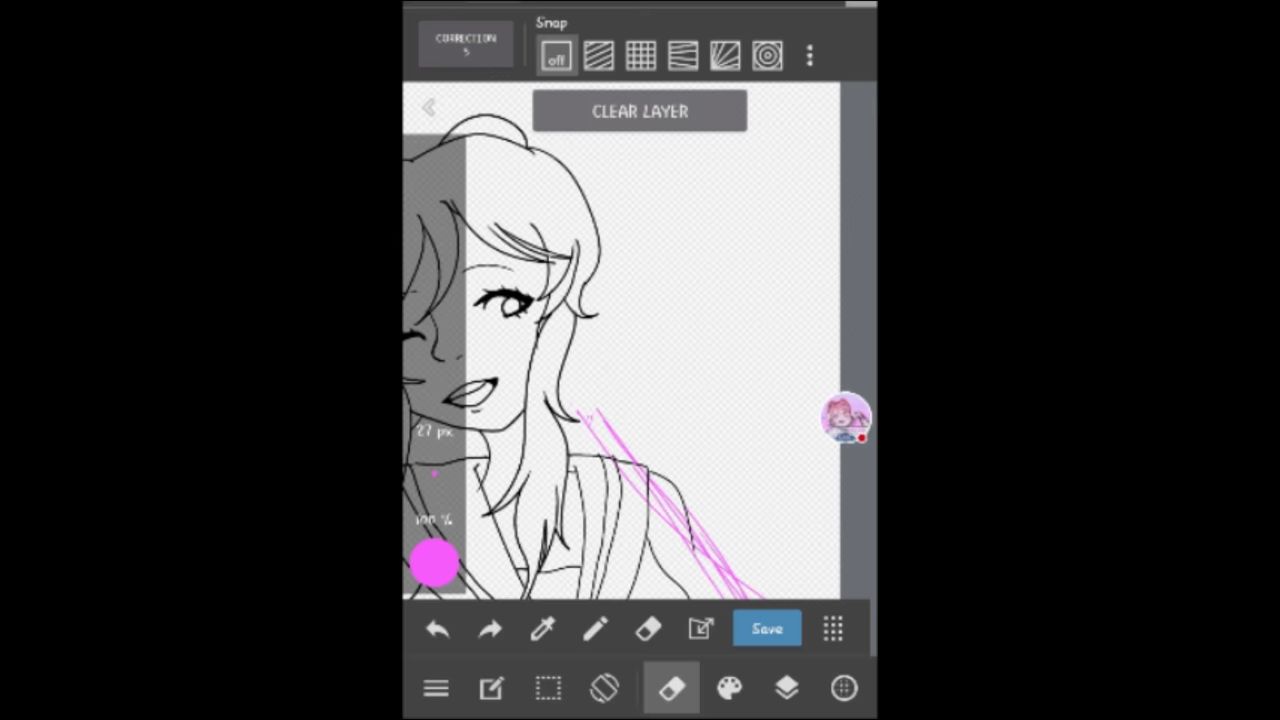 Snap
CORRECTION
5
off
CLEAR LAYER
27 px
100 %
Save